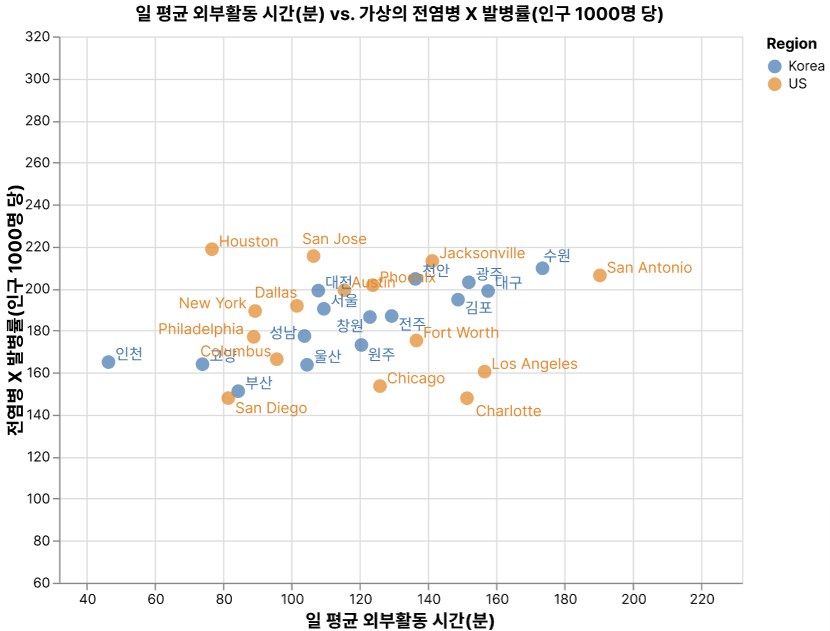 일 평균 외부활동 시간(분) vs. 가상의 전염병 X 발병률(인구 1000명 당)
Region
Korea
US
전염병 X 발병률(인구 1000명 당)
320
300
280
260
240
220
200
180
160
140
120
100
80
60
Houston
San Jose
Jacksonville
수원
San Antonio
천안
Phoenix
광주
대구
대전
Austin
Dallas
서울
New York
김포
창원
전주
Philadelphia
성남
Fort Worth
Columbus
고양
인천
울산
원주
Los Angeles
Chicago
부산
San Diego
Charlotte
40 60 80 100 120 140 160 180 200 220
일 평균 외부활동 시간(분)